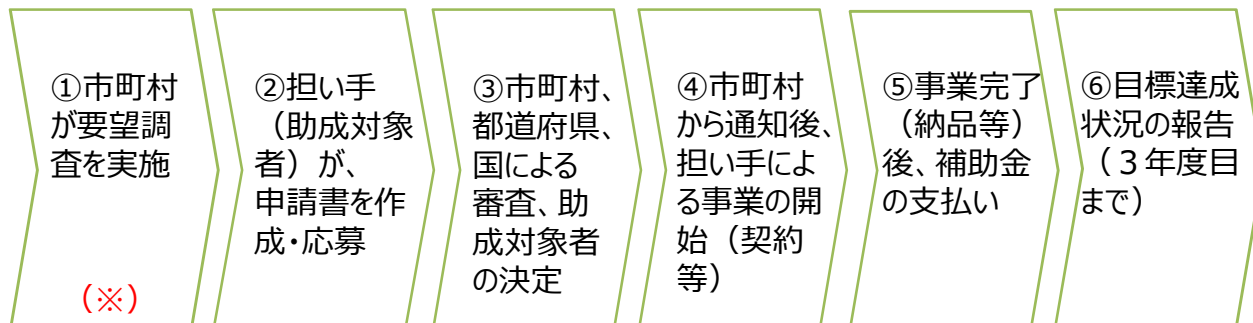 ①市町村
が要望調
査を実施
（※）
②担い手
（助成対象
者）が、
申請書を作
成・応募
③市町村、
都道府県、
国による
審査、助
成対象者
の決定
④市町村
から通知後、
担い手によ
る事業の開
始（契約
等）
⑤事業完了
（納品等）
後、補助金
の支払い
⑥目標達成
状況の報告
（３年度目
まで）